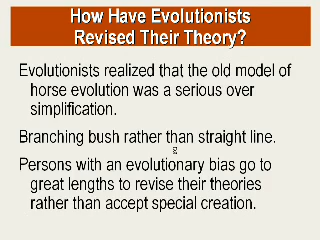 How Have Evolutionists
Revised Their Theory?
Evolutionists realized that the old model of
horse evolution was a serious over
simplification.
Branching bush rather than straight line.
Persons with an evolutionary bias go to
great lengths to revise their theories
rather than accept special creation.